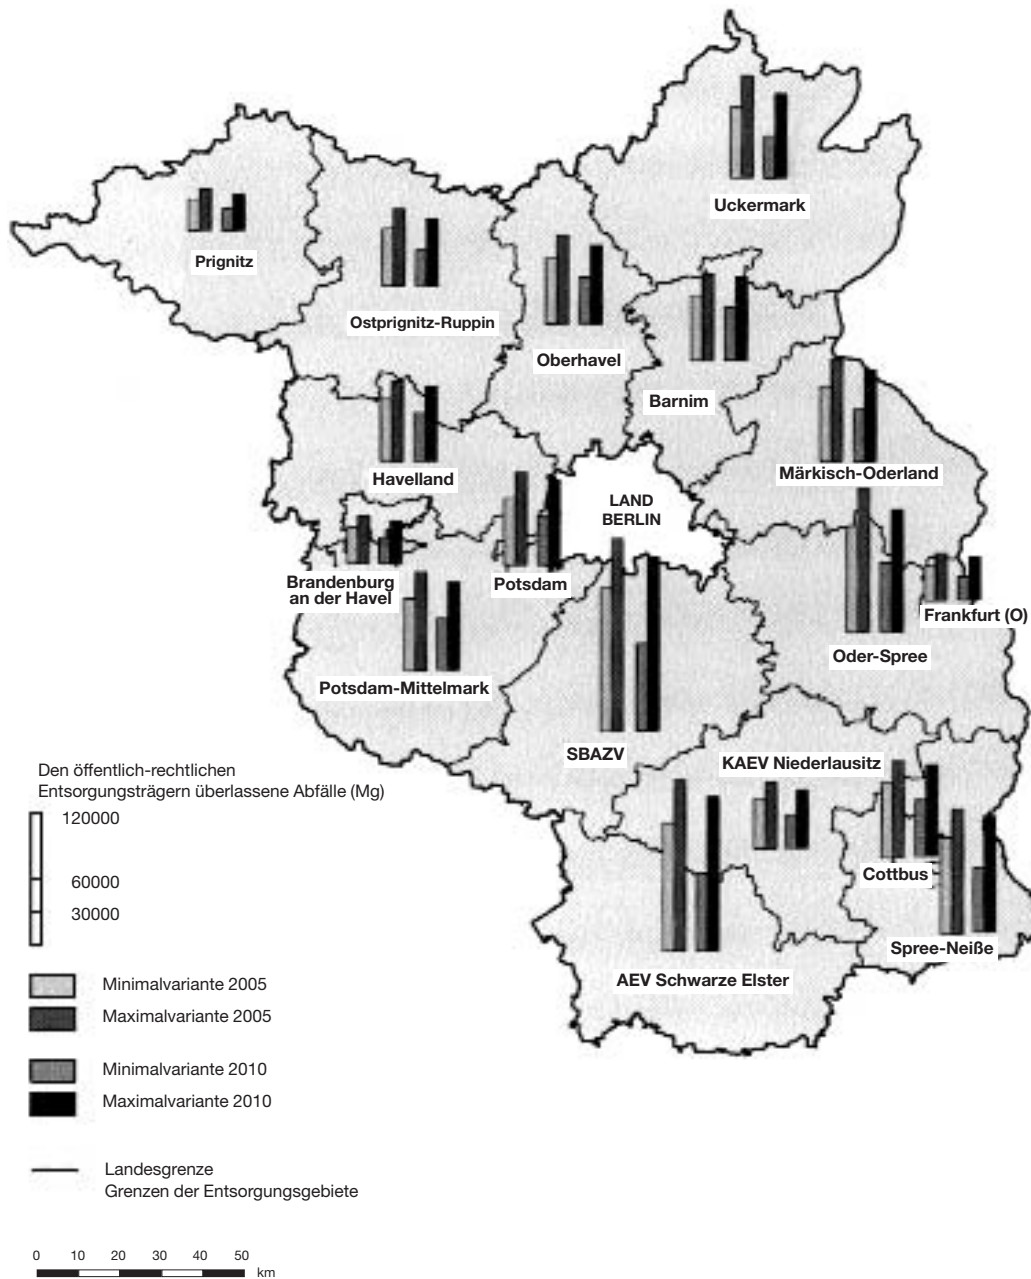 Uckermark
Prignitz
Ostprignitz-Ruppin
Oberhavel
Barnim
Havelland
Märkisch-Oderland
LAND
BERLIN
Brandenburg
an der Havel
Potsdam
Frankfurt (O)
Oder-Spree
Potsdam-Mittelmark
SBAZV
KAEV Niederlausitz
Cottbus
Spree-Neiße
AEV Schwarze Elster
Den öffentlich-rechtlichen
Entsorgungsträgern überlassene Abfälle (Mg)
120000
60000
30000
Minimalvariante 2005
Maximalvariante 2005
Minimalvariante 2010
Maximalvariante 2010
Landesgrenze
Grenzen der Entsorgungsgebiete
0 10 20 30 40 50
km